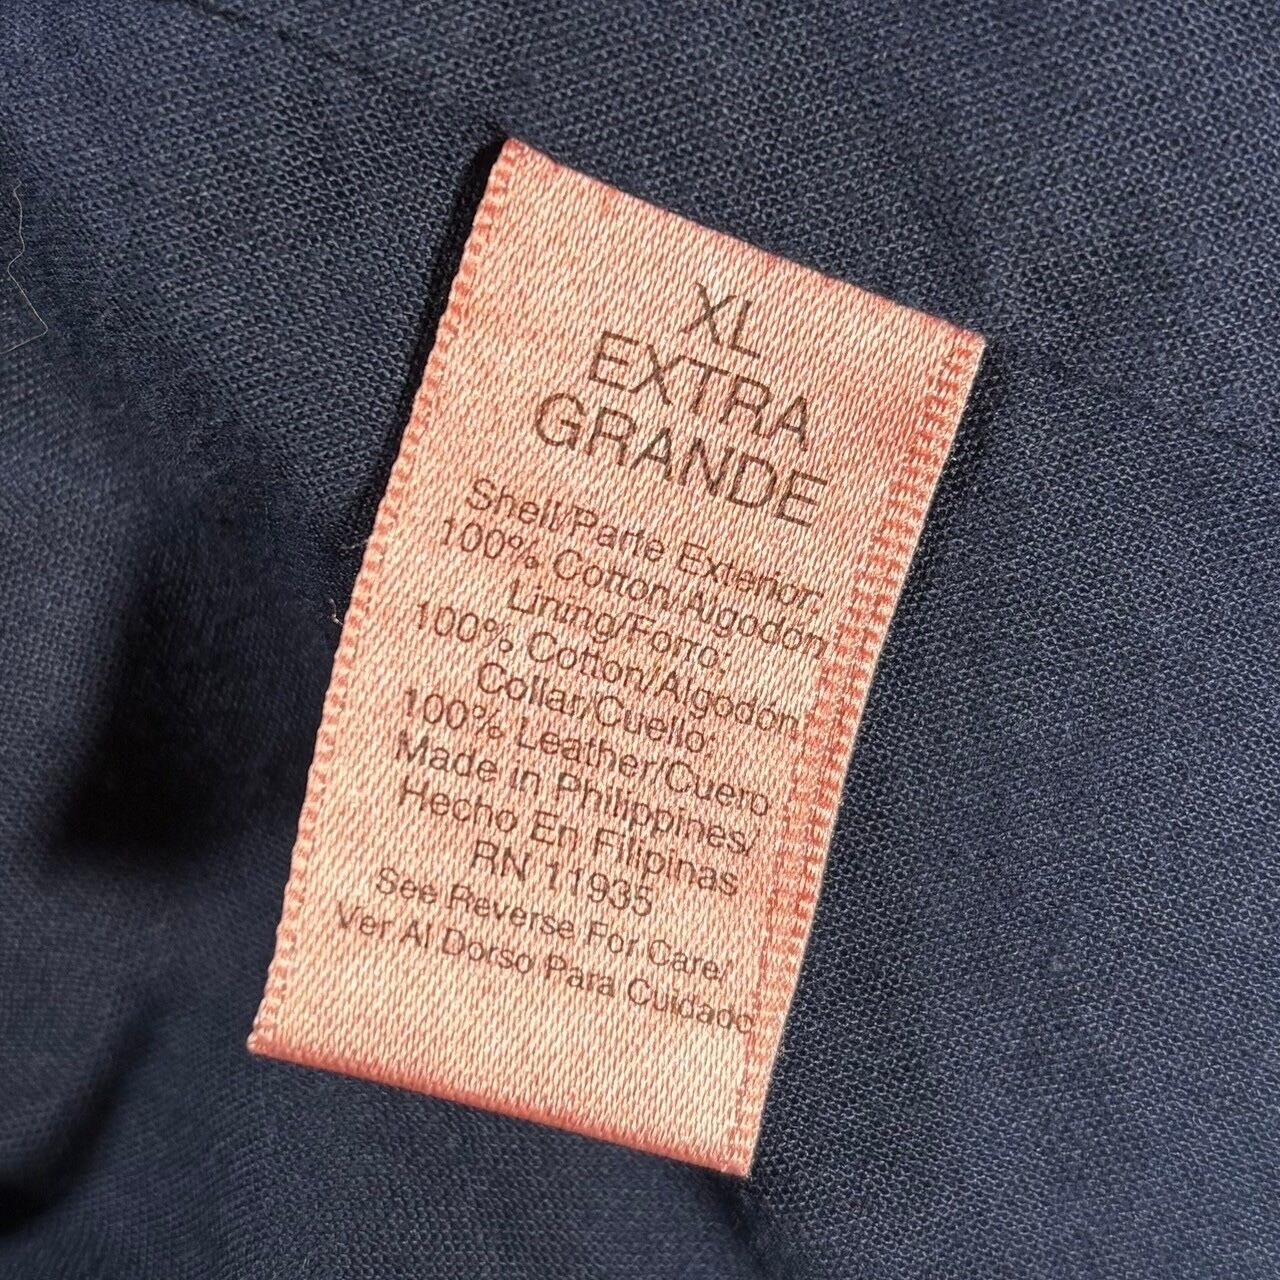 XL
EXTRA
GRANDE
Shell/Parte Exterior:
100% Cotton/Algodon
Lining/Forro:
100% Cotton/Algodon
Collar/Cuello:
100% Leather/Cuero
Made in Philippines/
Hecho En Filipinas
RN 11935
See Reverse For Care/
Ver Al Dorso Para Cuidado